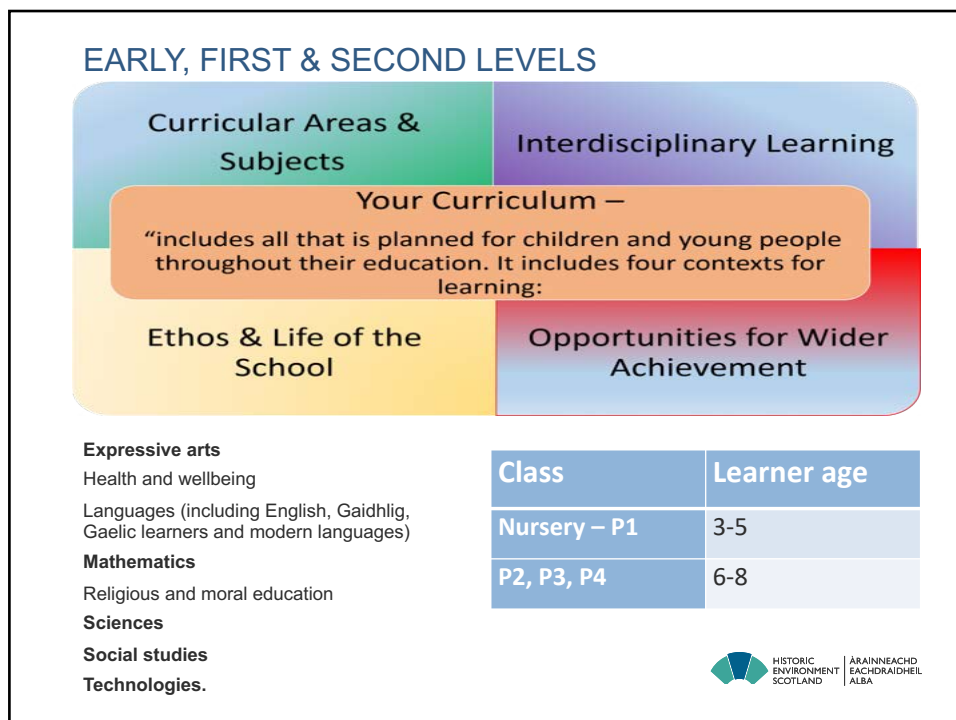 EARLY, FIRST & SECOND LEVELS
Curricular Areas &
Subjects
Interdisciplinary Learning
Your Curriculum –
“includes all that is planned for children and young people
throughout their education. It includes four contexts for
learning:
Ethos & Life of the
School
Opportunities for Wider
Achievement
Expressive arts
Health and wellbeing
Languages (including English, Gaidhlig,
Gaelic learners and modern languages)
Mathematics
Religious and moral education
Sciences
Social studies
Technologies.
Class Learner age
Nursery – P1 3-5
P2, P3, P4 6-8
HISTORIC
ENVIRONMENT
SCOTLAND
ÀRAINNEACHD
EACHDRAIDHEIL
ALBA